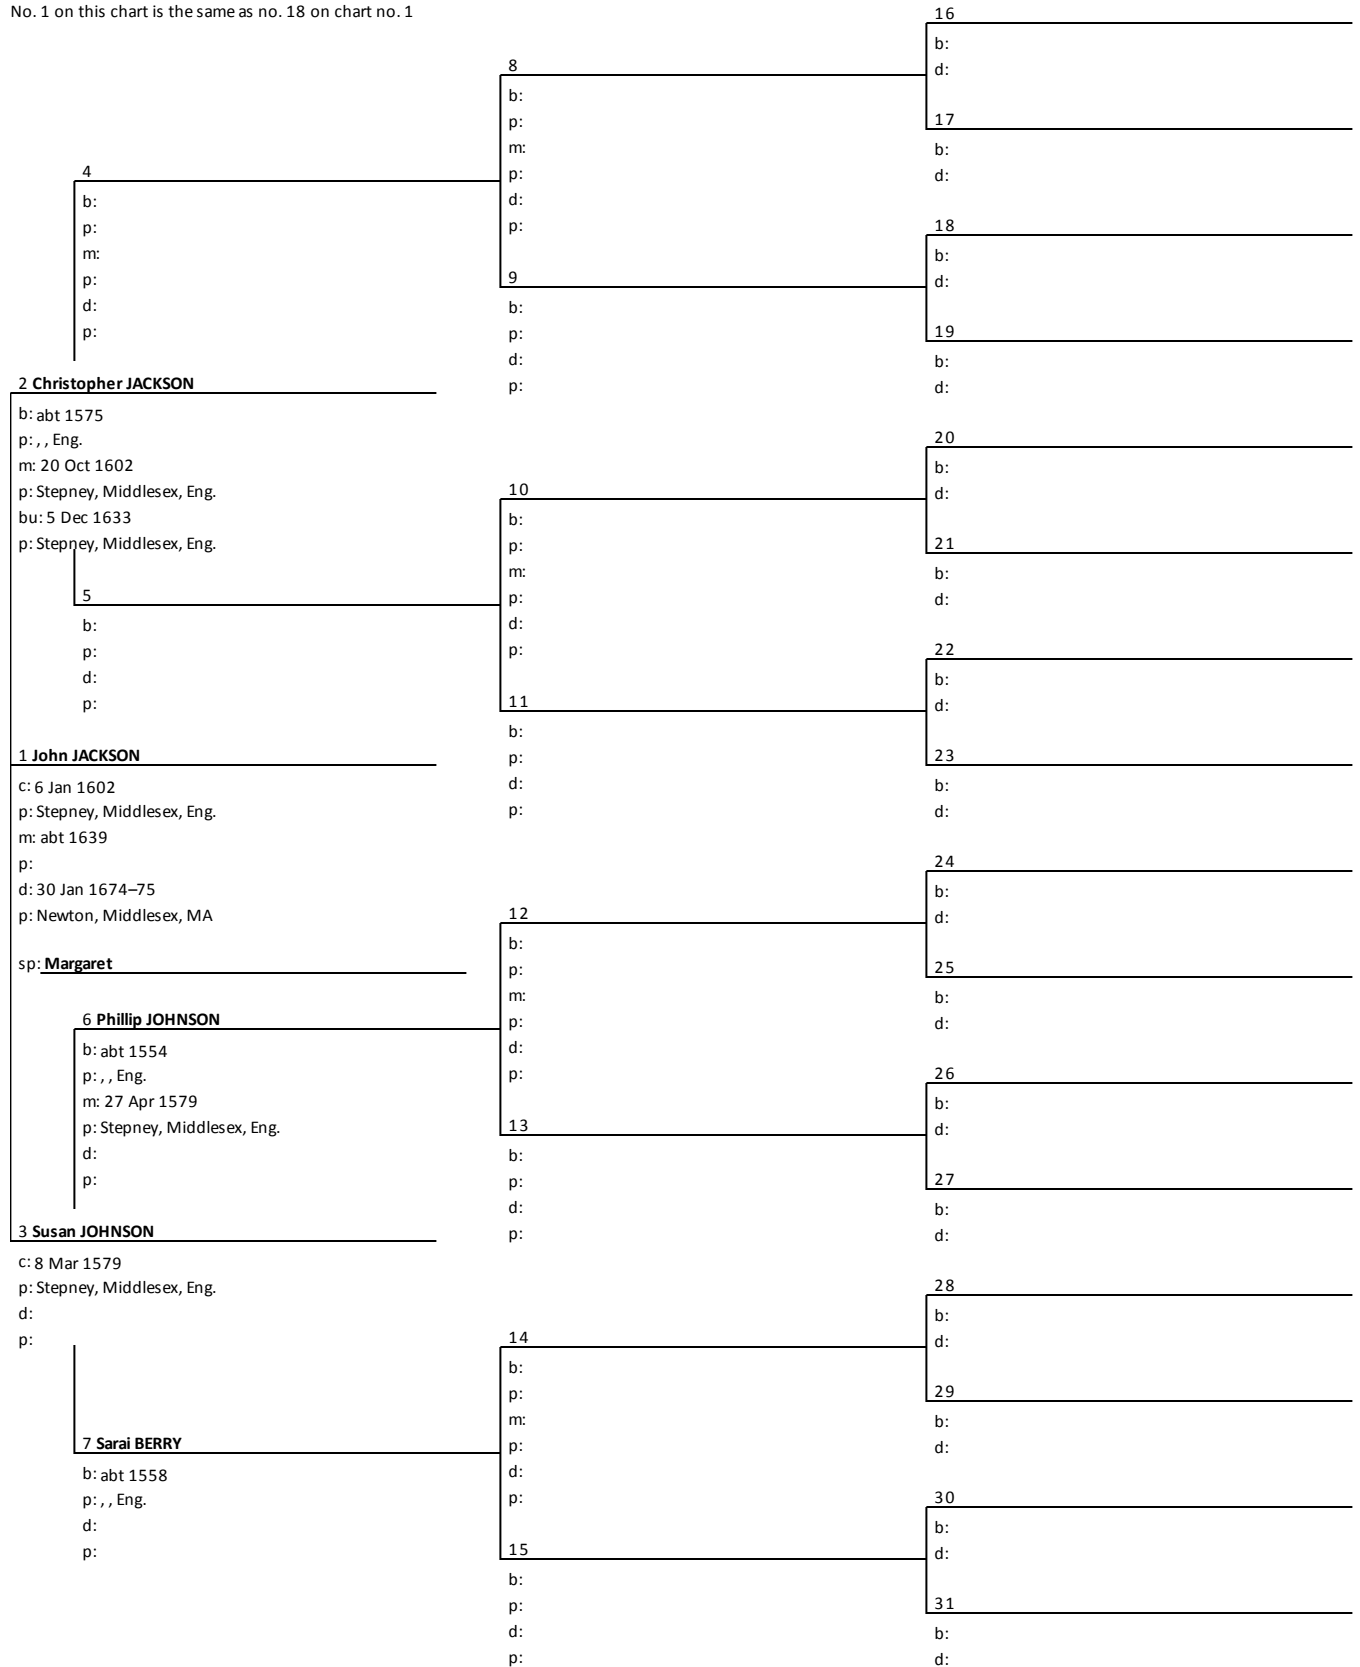 No. 1 on this chart is the same as no. 18 on chart no. 1
4
b:
p:
m:
p:
d:
p:
2 Christopher JACKSON
b: abt 1575
p: , , Eng.
m: 20 Oct 1602
p: Stepney, Middlesex, Eng.
bu: 5 Dec 1633
p: Stepney, Middlesex, Eng.
5
b:
p:
d:
p:
1 John JACKSON
c: 6 Jan 1602
p: Stepney, Middlesex, Eng.
m: abt 1639
p:
d: 30 Jan 1674–75
p: Newton, Middlesex, MA
sp: Margaret
6 Phillip JOHNSON
b: abt 1554
p: , , Eng.
m: 27 Apr 1579
p: Stepney, Middlesex, Eng.
d:
p:
3 Susan JOHNSON
c: 8 Mar 1579
p: Stepney, Middlesex, Eng.
d:
p:
7 Sarai BERRY
b: abt 1558
p: , , Eng.
d:
p:
8
b:
p:
m:
p:
d:
p:
9
b:
p:
d:
p:
10
b:
p:
m:
p:
d:
p:
11
b:
p:
d:
p:
12
b:
p:
m:
p:
d:
p:
13
b:
p:
d:
p:
14
b:
p:
m:
p:
d:
p:
15
b:
p:
d:
p:
16
b:
d:
17
b:
d:
18
b:
d:
19
b:
d:
20
b:
d:
21
b:
d:
22
b:
d:
23
b:
d:
24
b:
d:
25
b:
d:
26
b:
d:
27
b:
d:
28
b:
d:
29
b:
d:
30
b:
d:
31
b:
d: